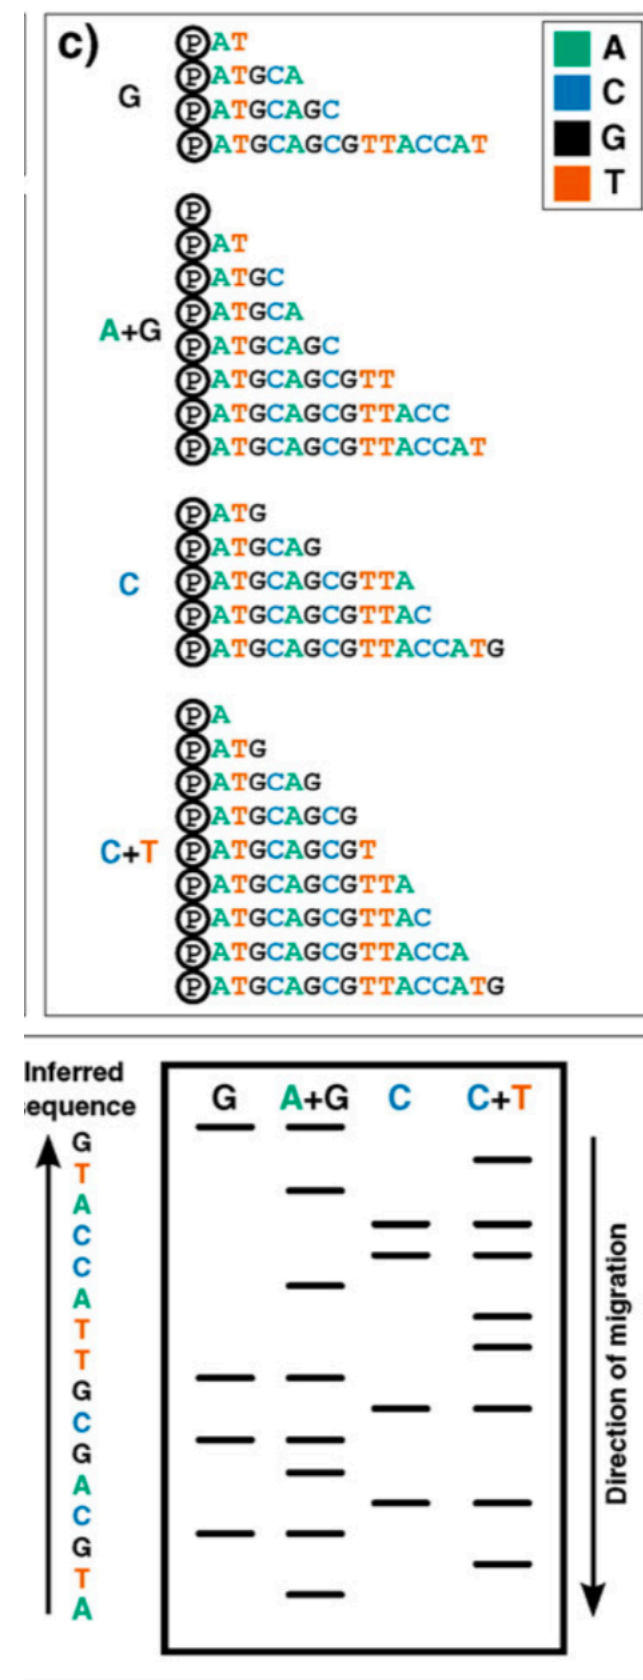 c)
G
ⓅAT
ⓅATGCA
ⓅATGCAGC
ⓅATGCAGCGTTACCAT
A
C
G
T
A+G
Ⓟ
ⓅAT
ⓅATGC
ⓅATGCA
ⓅATGCAGC
ⓅATGCAGCGTT
ⓅATGCAGCGTTACC
ⓅATGCAGCGTTACCAT
C
ⓅATG
ⓅATGCAG
ⓅATGCAGCGTTA
ⓅATGCAGCGTTAC
ⓅATGCAGCGTTACCATG
C+T
ⓅA
ⓅATG
ⓅATGCAG
ⓅATGCAGCG
ⓅATGCAGCGT
ⓅATGCAGCGTTA
ⓅATGCAGCGTTAC
ⓅATGCAGCGTTACCA
ⓅATGCAGCGTTACCATG
Inferred
equence
G
T
A
C
C
A
T
T
G
C
G
A
C
G
T
A
G A+G C C+T
Direction of migration